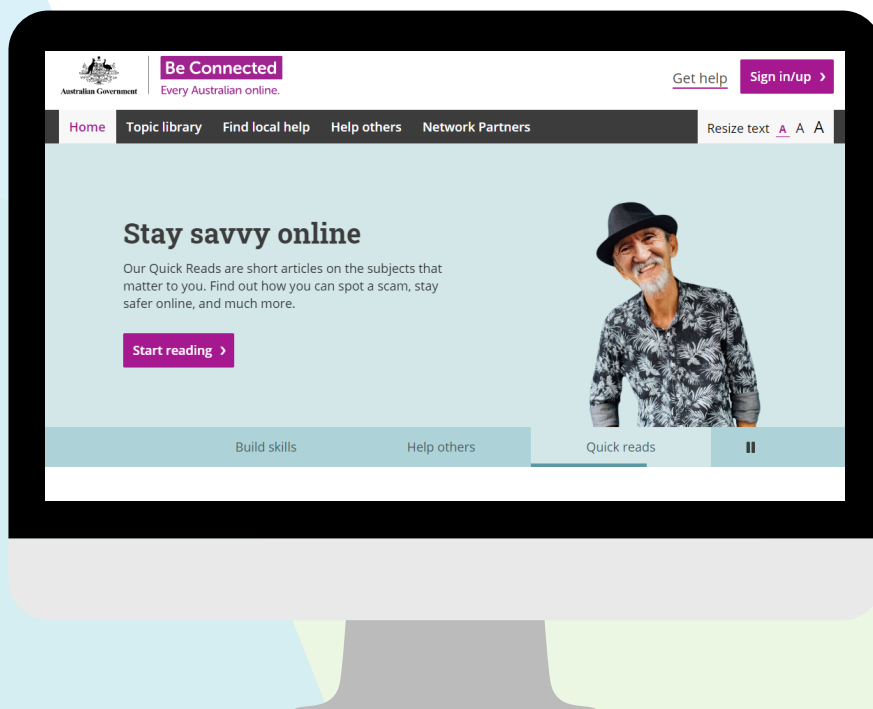 Be Connected
Australian Government
Every Australian online.
Get help
Sign in/up
Home Topic library Find local help Help others Network Partners
Resize text A A A
Stay savvy online
Our Quick Reads are short articles on the subjects that
matter to you. Find out how you can spot a scam, stay
safer online, and much more.
Start reading
Build skills Help others Quick reads